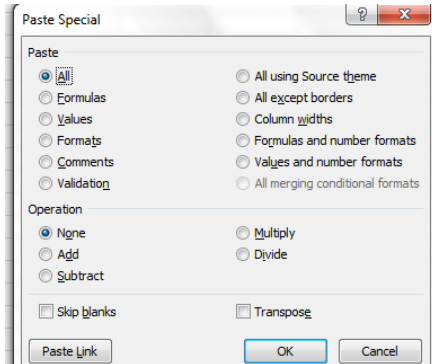 Paste Special
Paste
All
All using Source theme
Formulas
All except borders
Values
Column widths
Formats
Formulas and number formats
Comments
Values and number formats
Validation
All merging conditional formats
Operation
None
Multiply
Add
Divide
Subtract
Skip blanks
Transpose
Paste Link
OK
Cancel